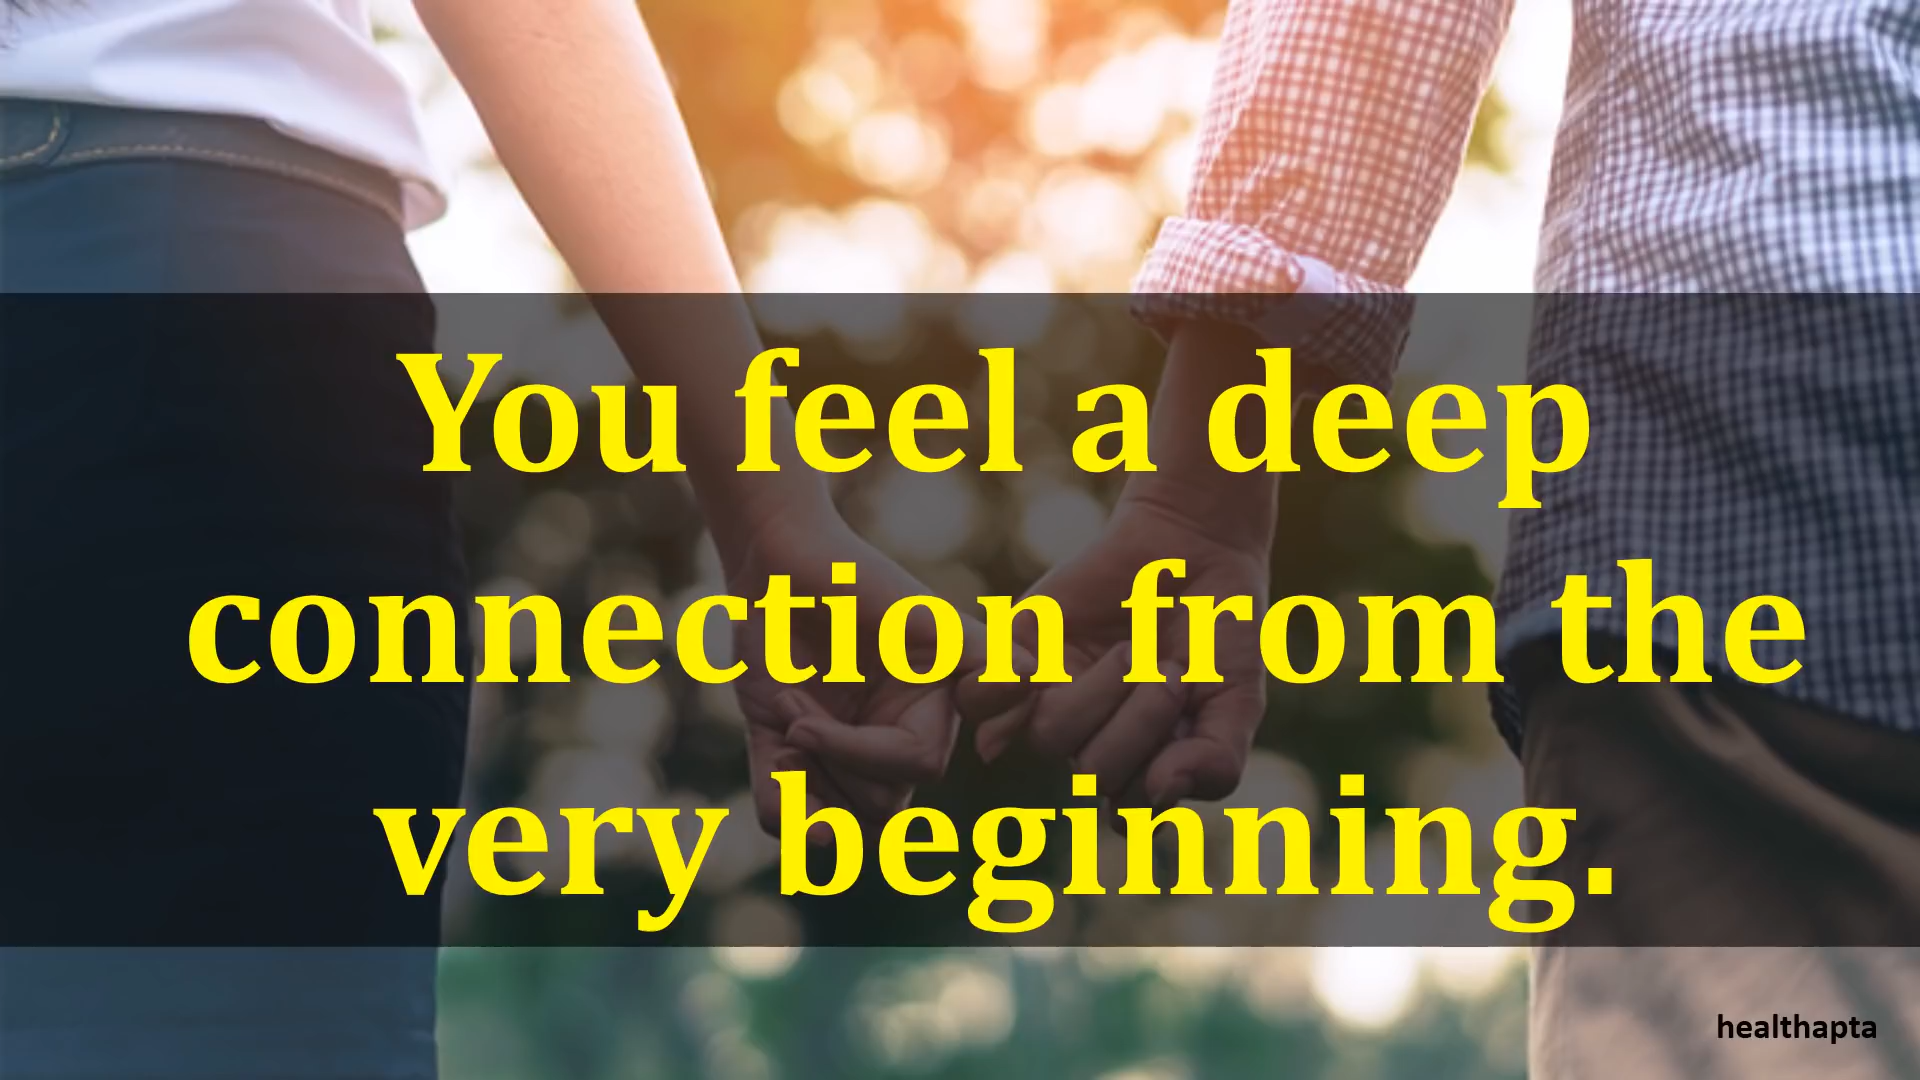 You feel a deep
connection from the
very beginning.
healthapta